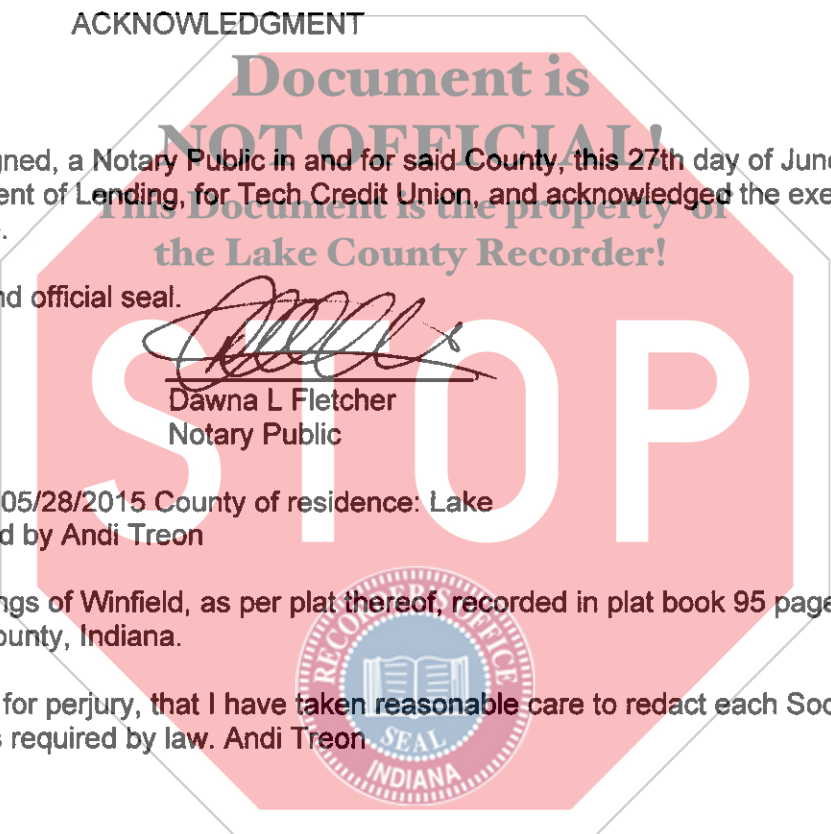 ACKNOWLEDGMENT
Document is
NOT OFFICIAL!
gned, a Notary Public in and for said County, this 27th day of June
This Document is the property of
ent of Lending, for Tech Credit Union, and acknowledged the exe
the Lake County Recorder!
nd official seal.
STOP
Dawna L Fletcher
Notary Public
05/28/2015 County of residence: Lake
d by Andi Treon
ngs of Winfield, as per plat thereof, recorded in plat book 95 page
ounty, Indiana.
RECORDER'S OFFICE
for perjury, that I have taken reasonable care to redact each Soc
s required by law. Andi Treon
SEAL
INDIANA